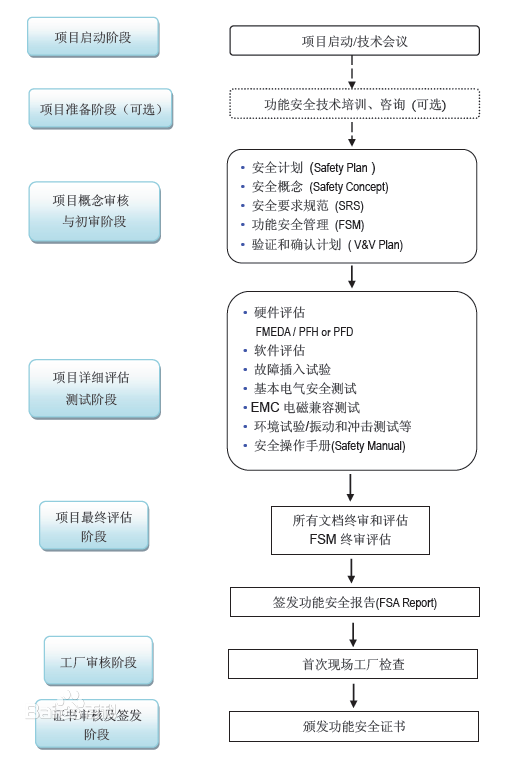 项目启动阶段
项目启动/技术会议
项目准备阶段（可选）
功能安全技术培训、咨询 (可选)
项目概念审核
与初审阶段
• 安全计划 (Safety Plan )
• 安全概念 (Safety Concept)
• 安全要求规范 (SRS)
• 功能安全管理 (FSM)
• 验证和确认计划 ( V&V Plan)
项目详细评估
测试阶段
• 硬件评估
FMEDA / PFH or PFD
• 软件评估
• 故障插入试验
• 基本电气安全测试
• EMC 电磁兼容测试
• 环境试验/振动和冲击测试等
• 安全操作手册(Safety Manual)
项目最终评估
阶段
所有文档终审和评估
FSM 终审评估
签发功能安全报告(FSA Report)
工厂审核阶段
首次现场工厂检查
证书审核及签发
阶段
颁发功能安全证书